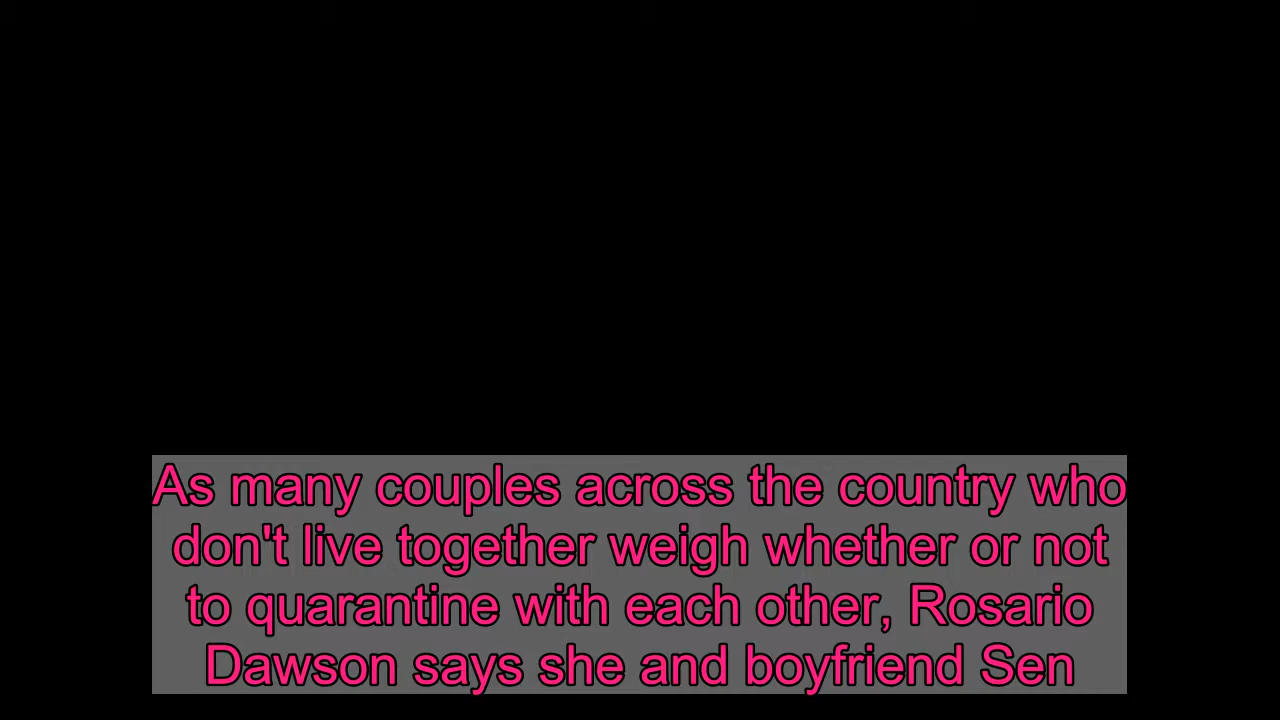 As many couples across the country who
don't live together weigh whether or not
to quarantine with each other, Rosario
Dawson says she and boyfriend Sen